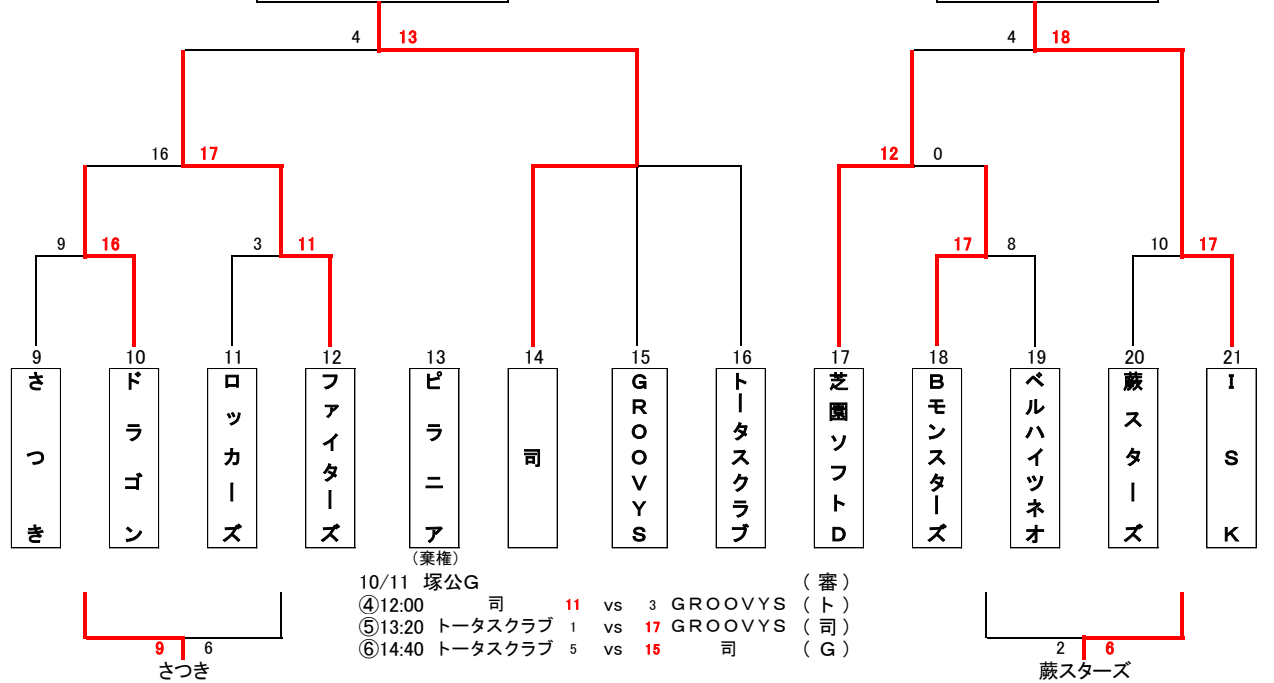 4 13 4 18
16 17 12 0
9 16 3 11 17 8 10 17
9 10 11 12 13 14 15 16 17 18 19 20 21
さつき
ドラゴン
ロッカーズ
ファイターズ
ピラニア
司
GROOVYS
トータスクラブ
芝園ソフトD
Bモンスターズ
ベルハイツネオ
蕨スターズ
ISK
(棄権)
10/11 塚公G (審)
④12:00 司 11 vs 3 GROOVYS (ト)
⑤13:20 トータスクラブ 1 vs 17 GROOVYS (司)
⑥14:40 トータスクラブ 5 vs 15 司 (G)
9 6 2 6
さつき 蕨スターズ